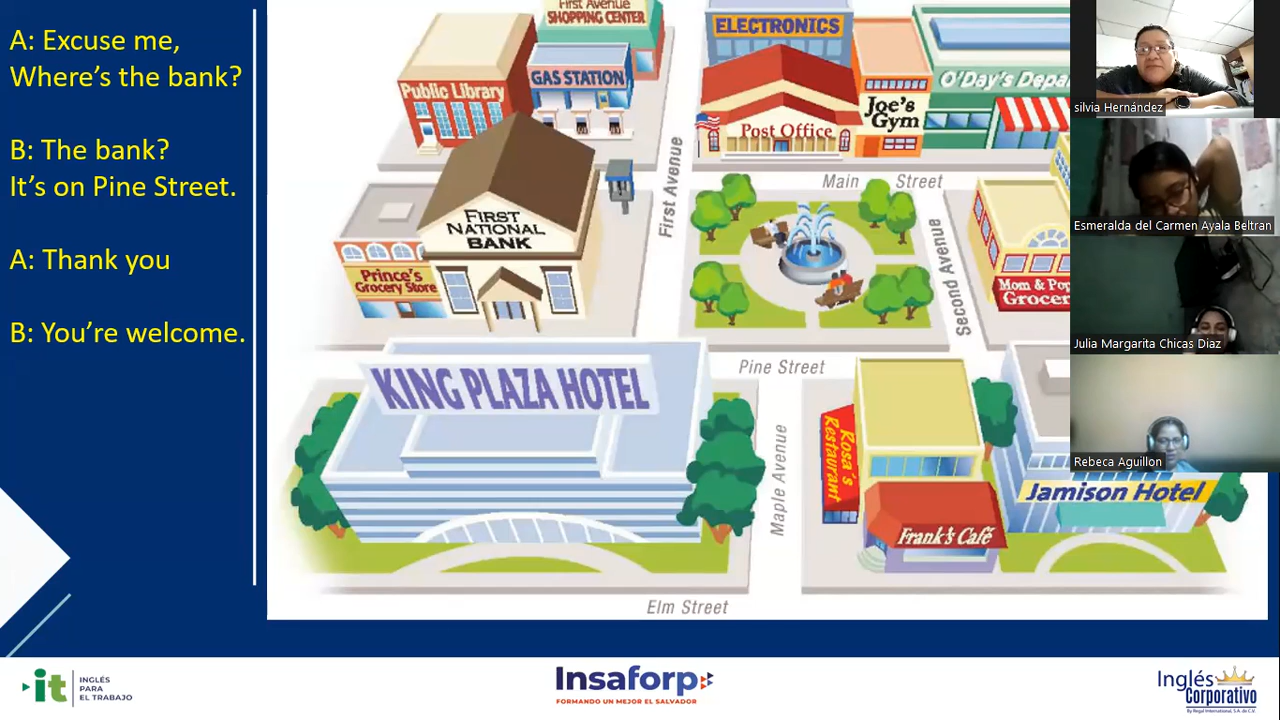 A: Excuse me,
Where's the bank?
B: The bank?
It's on Pine Street.
A: Thank you
B: You're welcome.
First Avenue
SHOPPING CENTER
GAS STATION
Public Library
ELECTRONICS
Post Office
Joe's
Gym
O'Day's
Main Street
First Avenue
Second Avenue
FIRST
NATIONAL
BANK
Prince's
Grocery Store
Mom & Pop
KING PLAZA HOTEL
Pine Street
Maple Avenue
Rosa's
Restaurant
Frank's Café
Jamison Hotel
Elm Street
silvia Hernández
Esmeralda del Carmen Ayala Beltran
Julia Margarita Chicas Diaz
Rebeca Aguillon
it
INGLÉS
PARA
EL TRABAJO
Insaforp
FORMANDO UN MEJOR EL SALVADOR
Inglés
Corporativo
By Regal International, S.A. de C.V.